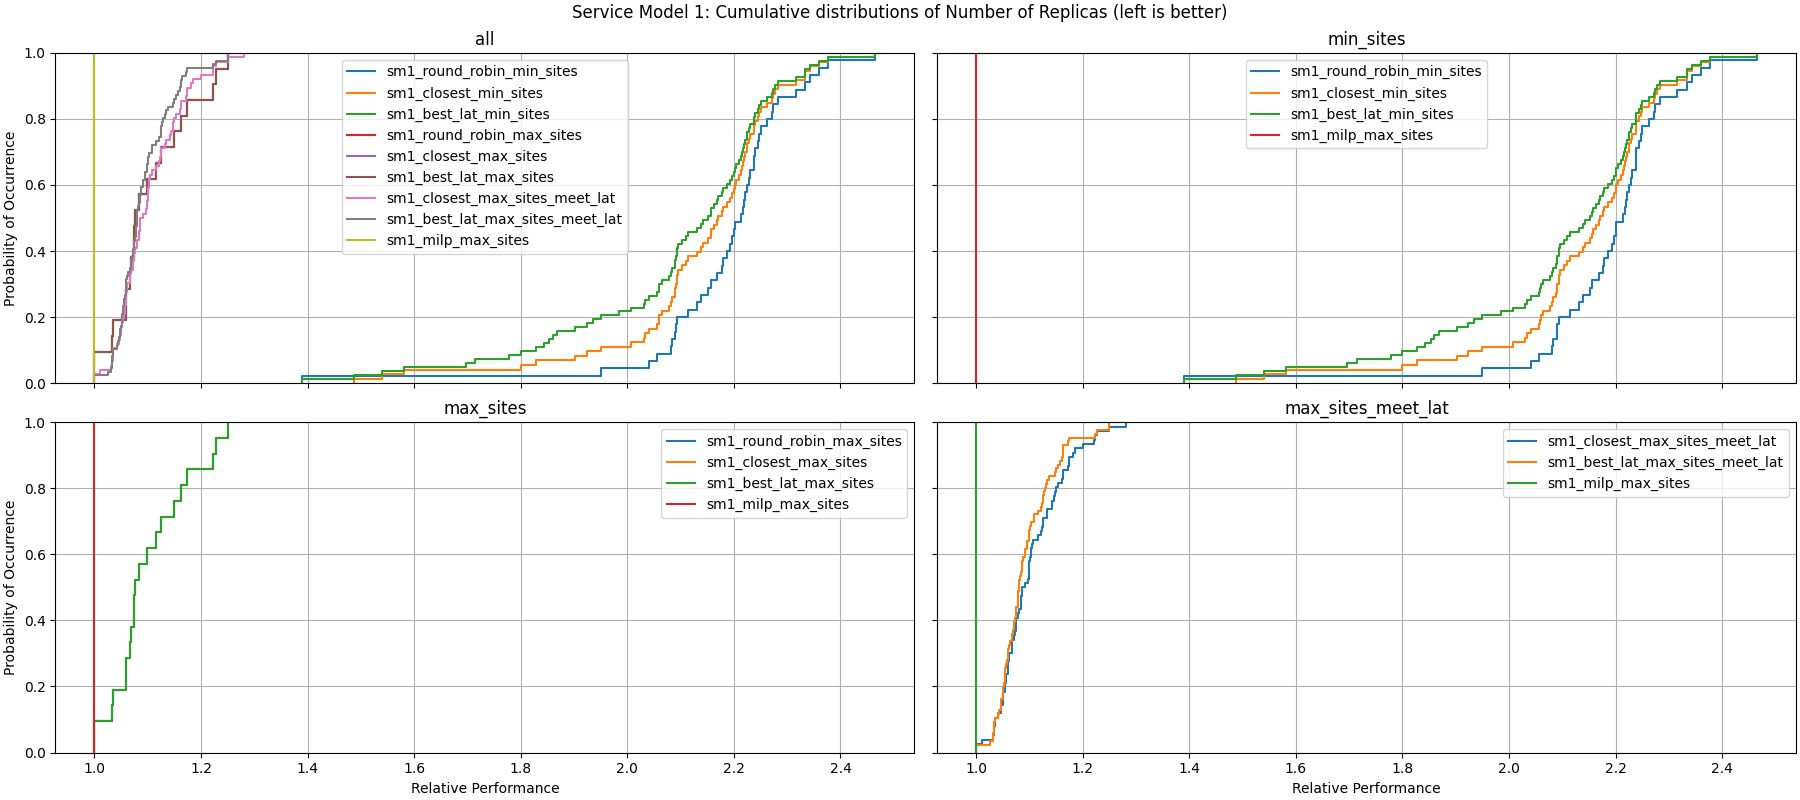 Service Model 1: Cumulative distributions of Number of Replicas (left is better)
all
Probability of Occurrence
1.0
0.8
0.6
0.4
0.2
0.0
sm1_round_robin_min_sites
sm1_closest_min_sites
sm1_best_lat_min_sites
sm1_round_robin_max_sites
sm1_closest_max_sites
sm1_best_lat_max_sites
sm1_closest_max_sites_meet_lat
sm1_best_lat_max_sites_meet_lat
sm1_milp_max_sites
min_sites
sm1_round_robin_min_sites
sm1_closest_min_sites
sm1_best_lat_min_sites
sm1_milp_max_sites
max_sites
Probability of Occurrence
1.0
0.8
0.6
0.4
0.2
0.0
sm1_round_robin_max_sites
sm1_closest_max_sites
sm1_best_lat_max_sites
sm1_milp_max_sites
1.0 1.2 1.4 1.6 1.8 2.0 2.2 2.4
Relative Performance
max_sites_meet_lat
sm1_closest_max_sites_meet_lat
sm1_best_lat_max_sites_meet_lat
sm1_milp_max_sites
1.0 1.2 1.4 1.6 1.8 2.0 2.2 2.4
Relative Performance